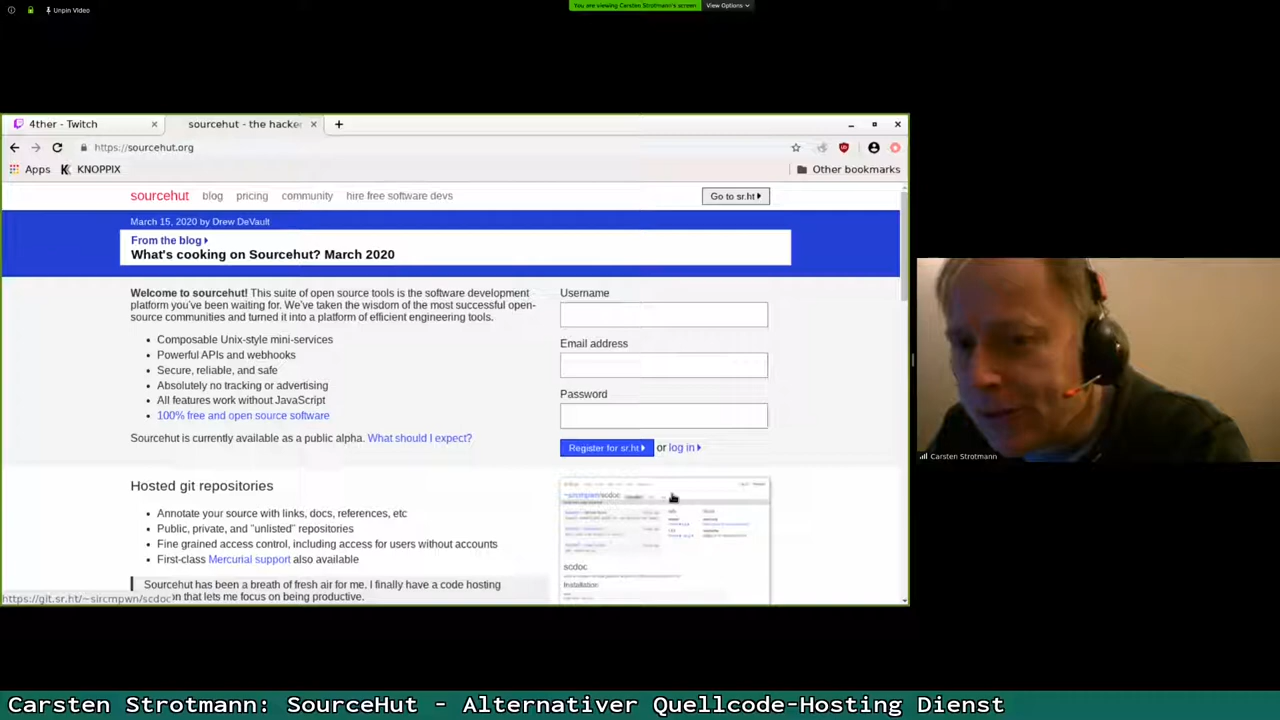 Unpin Video
You are viewing Carsten Strotmann's screen
View Options
4ther - Twitch
sourcehut - the hacke
https://sourcehut.org
Apps
KNOPPIX
Other bookmarks
sourcehut
blog
pricing
community
hire free software devs
Go to sr.ht
March 15, 2020 by Drew DeVault
From the blog
What's cooking on Sourcehut? March 2020
Welcome to sourcehut! This suite of open source tools is the software development
platform you've been waiting for. We've taken the wisdom of the most successful open-
source communities and turned it into a platform of efficient engineering tools.
• Composable Unix-style mini-services
• Powerful APIs and webhooks
• Secure, reliable, and safe
• Absolutely no tracking or advertising
• All features work without JavaScript
• 100% free and open source software
Sourcehut is currently available as a public alpha. What should I expect?
Username
Email address
Password
Register for sr.ht or log in
Hosted git repositories
• Annotate your source with links, docs, references, etc
• Public, private, and "unlisted" repositories
• Fine grained access control, including access for users without accounts
• First-class Mercurial support also available
Sourcehut has been a breath of fresh air for me. I finally have a code hosting
n that lets me focus on being productive.
https://git.sr.ht/~sircmpwn/scdoc
~sircmpwn/scdoc
scdoc
Installation
Carsten Strotmann
Carsten Strotmann: SourceHut - Alternativer Quellcode-Hosting Dienst